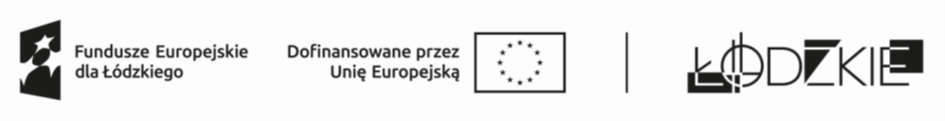 Fundusze Europejskie
dla Łódzkiego
Dofinansowane przez
Unię Europejską
ŁÓDZKIE